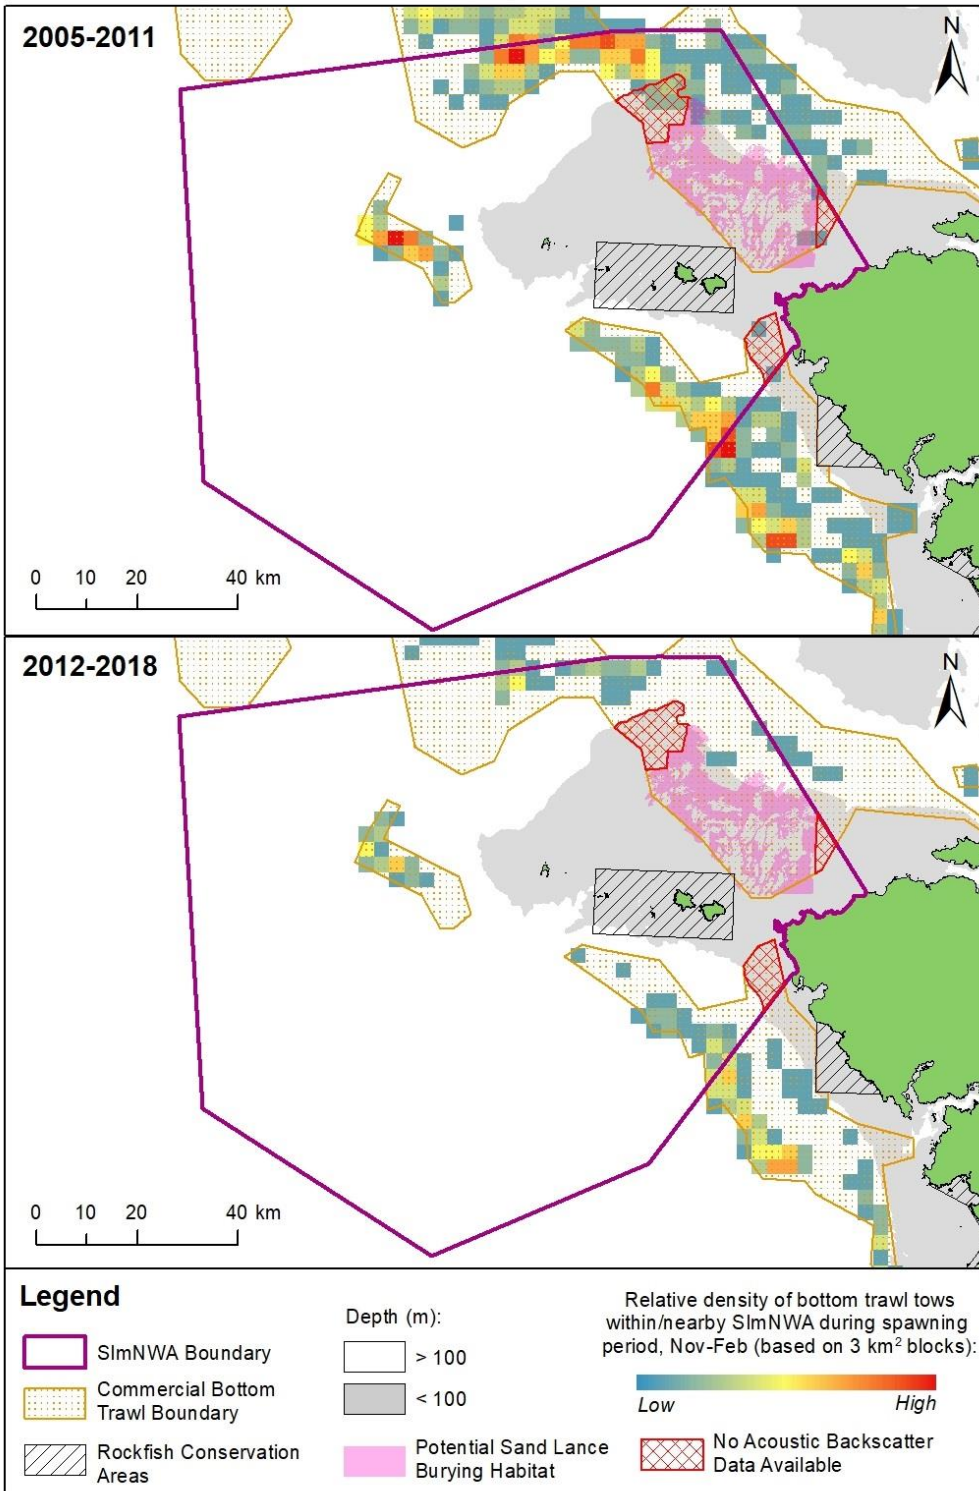 2005-2011
N
0 10 20 40 km
2012-2018
N
0 10 20 40 km
Legend
SImNWA Boundary
Commercial Bottom
Trawl Boundary
Rockfish Conservation
Areas
Depth (m):
> 100
< 100
Potential Sand Lance
Burying Habitat
Relative density of bottom trawl tows
within/nearby SImNWA during spawning
period, Nov-Feb (based on 3 km² blocks):
Low High
No Acoustic Backscatter
Data Available